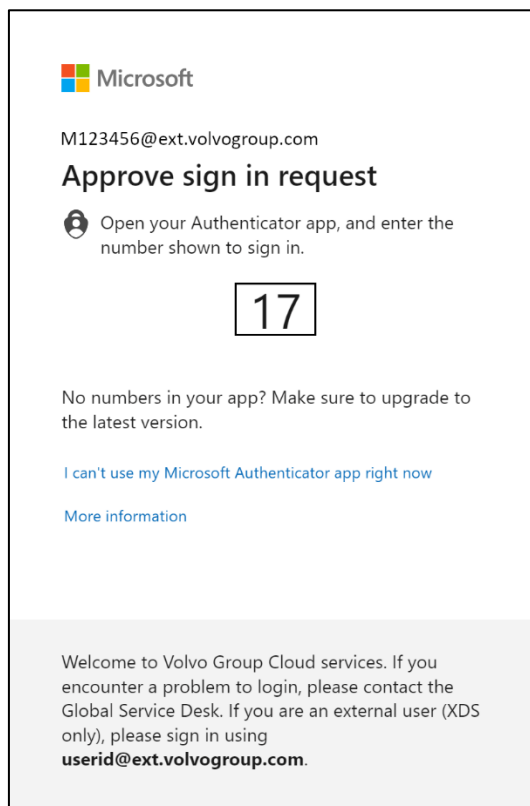 Microsoft
M123456@ext.volvogroup.com
Approve sign in request
Open your Authenticator app, and enter the
number shown to sign in.
17
No numbers in your app? Make sure to upgrade to
the latest version.
I can't use my Microsoft Authenticator app right now
More information
Welcome to Volvo Group Cloud services. If you
encounter a problem to login, please contact the
Global Service Desk. If you are an external user (XDS
only), please sign in using
userid@ext.volvogroup.com.